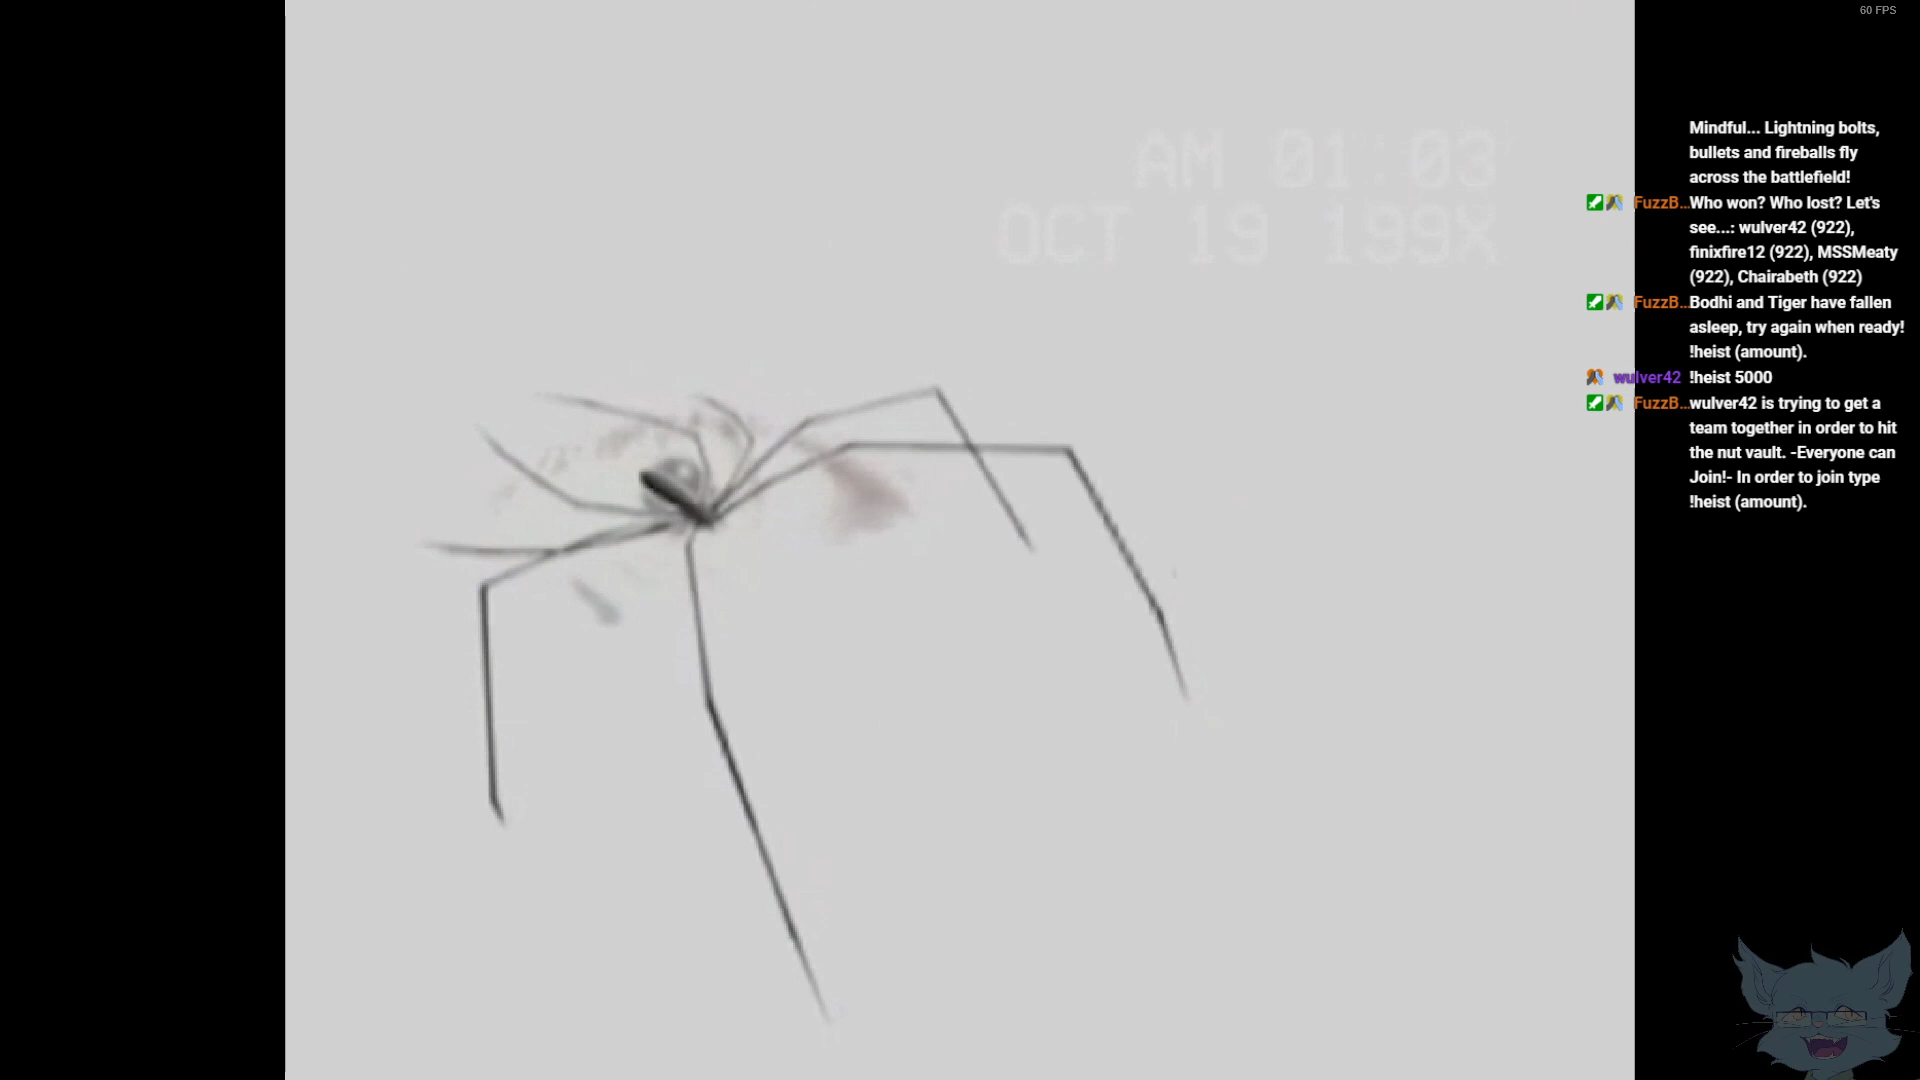 60 FPS
AM 01:03
OCT 19 199X
Mindful... Lightning bolts,
bullets and fireballs fly
across the battlefield!
FuzzB... Who won? Who lost? Let's
see...: wulver42 (922),
finixfire12 (922), MSSMeaty
(922), Chairabeth (922)
FuzzB... Bodhi and Tiger have fallen
asleep, try again when ready!
!heist (amount).
wulver42 !heist 5000
FuzzB... wulver42 is trying to get a
team together in order to hit
the nut vault. -Everyone can
Join!- In order to join type
!heist (amount).